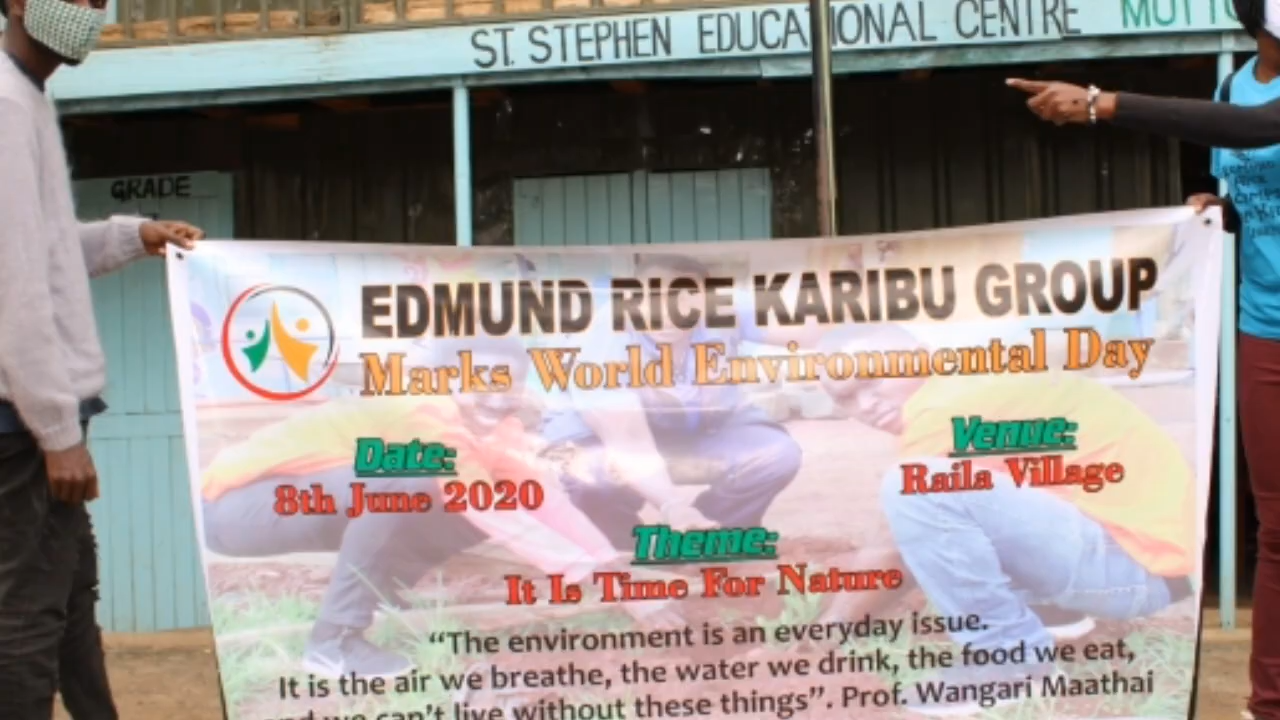 ST. STEPHEN EDUCATIONAL CENTRE MOTTO
GRADE
EDMUND RICE KARIBU GROUP
Marks World Environmental Day
Date:
8th June 2020
Venue:
Raila Village
Theme:
It Is Time For Nature
“The environment is an everyday issue.
It is the air we breathe, the water we drink, the food we eat,
and we can't live without these things”. Prof. Wangari Maathai